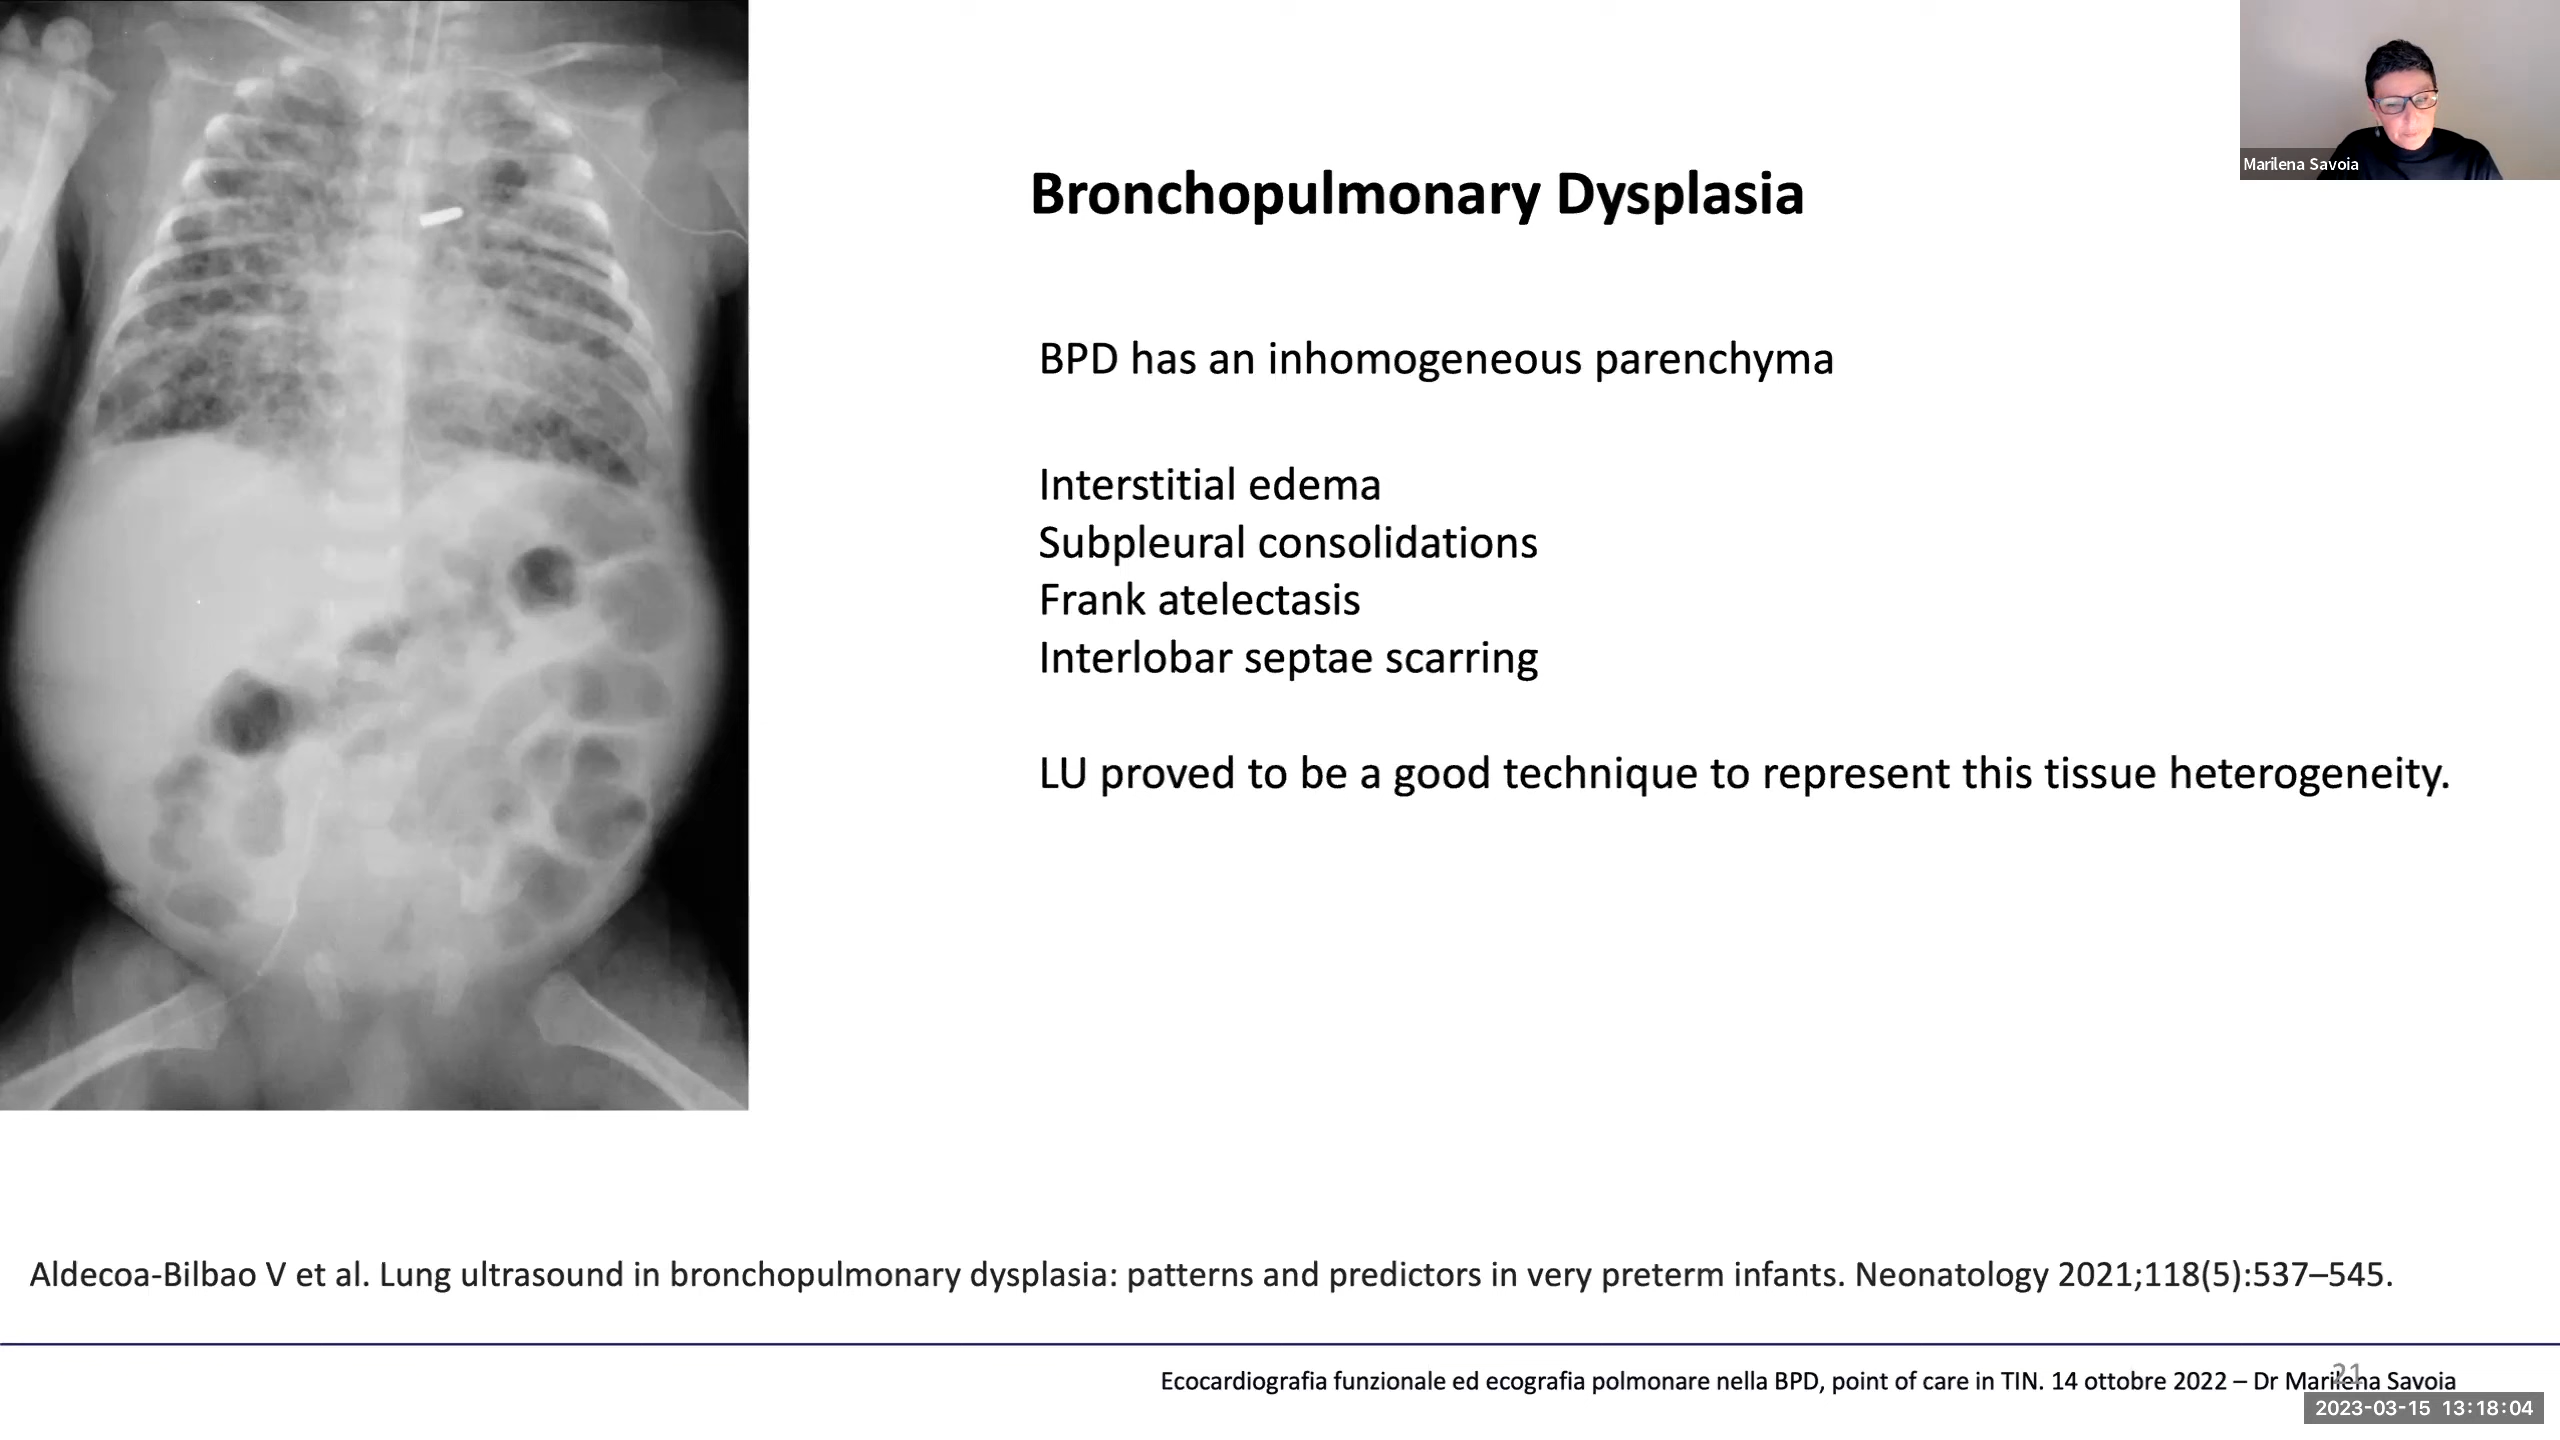 Marilena Savoia
Bronchopulmonary Dysplasia
BPD has an inhomogeneous parenchyma
Interstitial edema
Subpleural consolidations
Frank atelectasis
Interlobar septae scarring
LU proved to be a good technique to represent this tissue heterogeneity.
Aldecoa-Bilbao V et al. Lung ultrasound in bronchopulmonary dysplasia: patterns and predictors in very preterm infants. Neonatology 2021;118(5):537–545.
21
Ecocardiografia funzionale ed ecografia polmonare nella BPD, point of care in TIN. 14 ottobre 2022 – Dr Marilena Savoia
2023-03-15 13:18:04